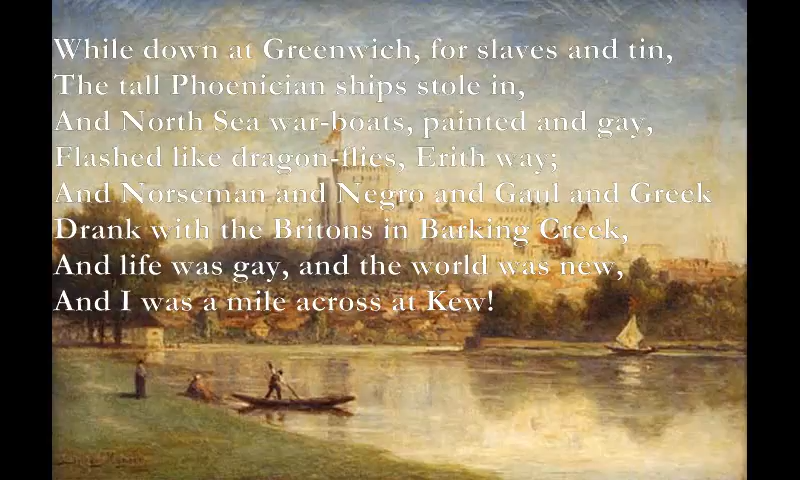 While down at Greenwich, for slaves and tin,
The tall Phoenician ships stole in,
And North Sea war-boats, painted and gay,
Flashed like dragon-flies, Erith way;
And Norseman and Negro and Gaul and Greek
Drank with the Britons in Barking Creek,
And life was gay, and the world was new,
And I was a mile across at Kew!